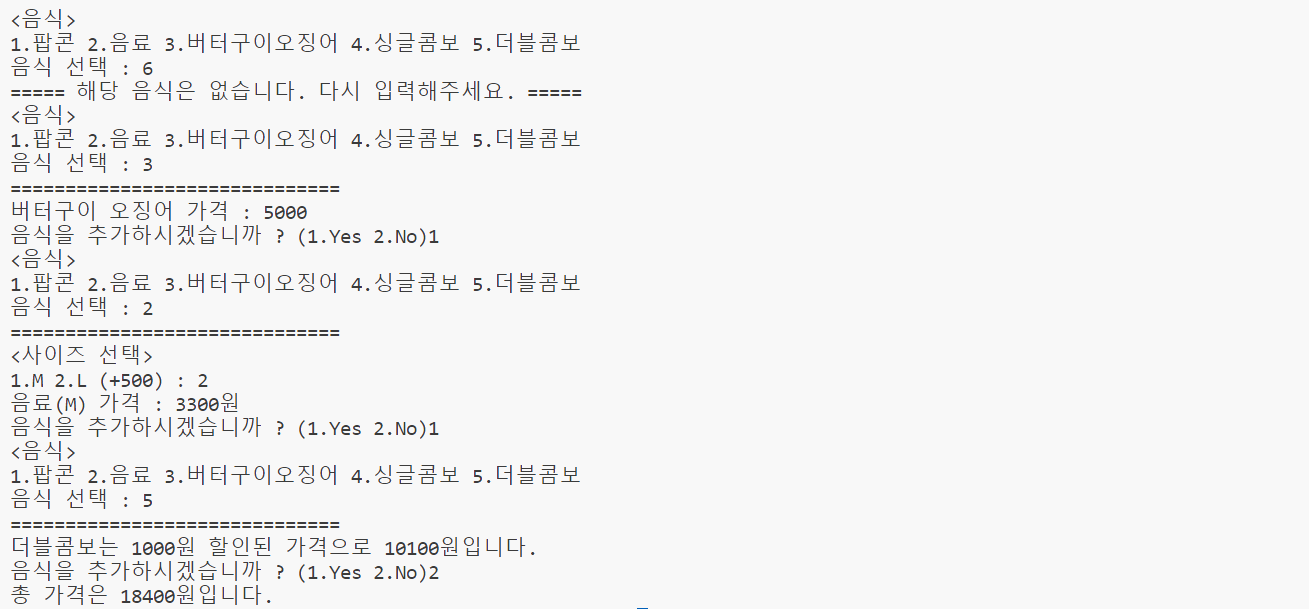 <음식>
1.팝콘 2.음료 3.버터구이오징어 4.싱글콤보 5.더블콤보
음식 선택 : 6
===== 해당 음식은 없습니다. 다시 입력해주세요. =====
<음식>
1.팝콘 2.음료 3.버터구이오징어 4.싱글콤보 5.더블콤보
음식 선택 : 3
==============================
버터구이 오징어 가격 : 5000
음식을 추가하시겠습니까 ? (1.Yes 2.No)1
<음식>
1.팝콘 2.음료 3.버터구이오징어 4.싱글콤보 5.더블콤보
음식 선택 : 2
==============================
<사이즈 선택>
1.M 2.L (+500) : 2
음료(M) 가격 : 3300원
음식을 추가하시겠습니까 ? (1.Yes 2.No)1
<음식>
1.팝콘 2.음료 3.버터구이오징어 4.싱글콤보 5.더블콤보
음식 선택 : 5
==============================
더블콤보는 1000원 할인된 가격으로 10100원입니다.
음식을 추가하시겠습니까 ? (1.Yes 2.No)2
총 가격은 18400원입니다.